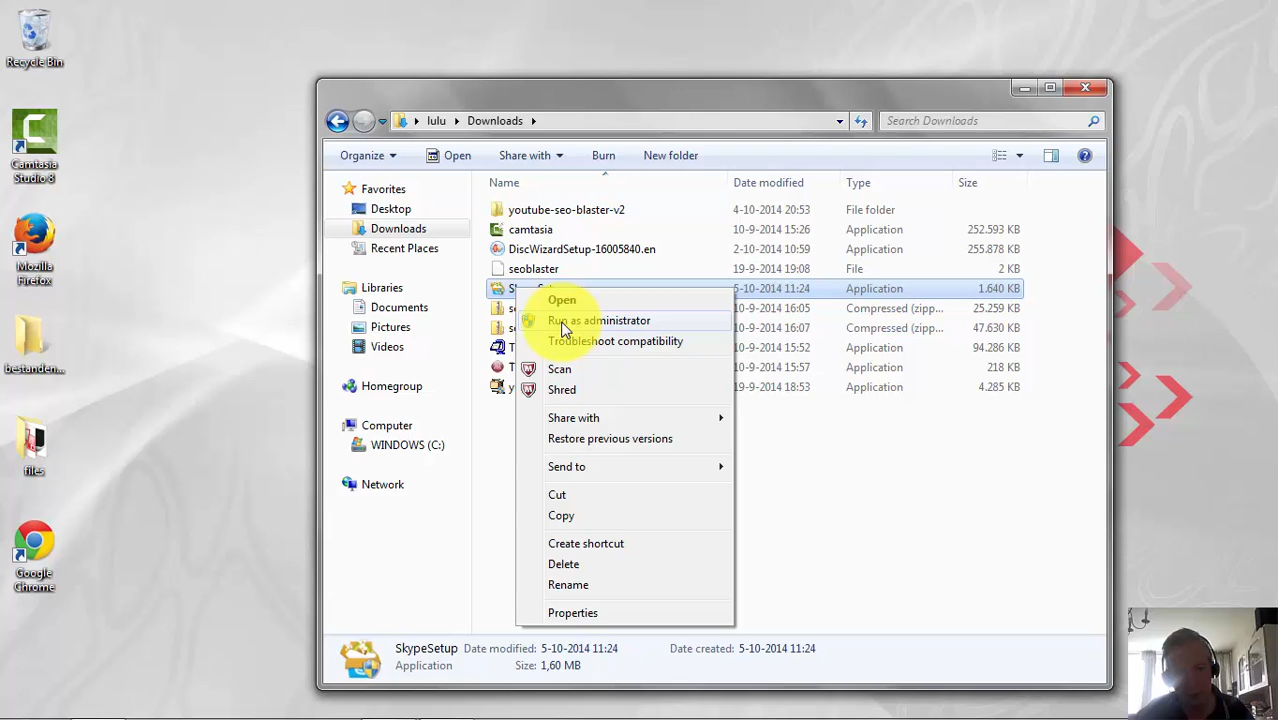 Recycle Bin
Camtasia
Studio 8
Mozilla
Firefox
bestanden...
files
Google
Chrome
lulu
Downloads
Search Downloads
Organize
Open
Share with
Burn
New folder
Favorites
Desktop
Downloads
Recent Places
Libraries
Documents
Pictures
Videos
Homegroup
Computer
WINDOWS (C:)
Network
Name Date modified Type Size
youtube-seo-blaster-v2 4-10-2014 20:53 File folder
camtasia 10-9-2014 15:26 Application 252.593 KB
DiscWizardSetup-16005840.en 2-10-2014 10:59 Application 255.878 KB
seoblaster 19-9-2014 19:08 File 2 KB
5-10-2014 11:24 Application 1.640 KB
10-9-2014 16:05 Compressed (zipp... 25.259 KB
10-9-2014 16:07 Compressed (zipp... 47.630 KB
10-9-2014 15:52 Application 94.286 KB
10-9-2014 15:57 Application 218 KB
19-9-2014 18:53 Application 4.285 KB
Open
Run as administrator
Troubleshoot compatibility
Scan
Shred
Share with
Restore previous versions
Send to
Cut
Copy
Create shortcut
Delete
Rename
Properties
SkypeSetup Date modified: 5-10-2014 11:24 Date created: 5-10-2014 11:24
Application Size: 1,60 MB